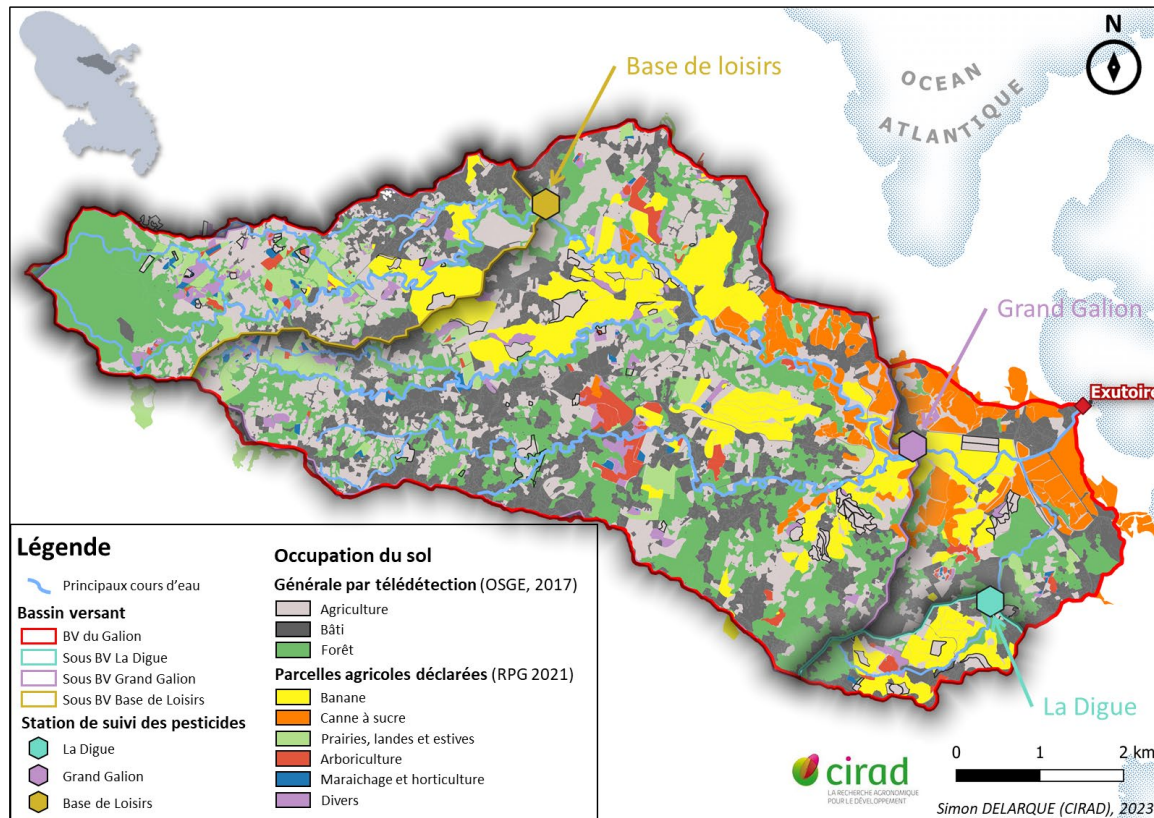 N
OCEAN
ATLANTIQUE
Base de loisirs
Grand Galion
Exutoire
La Digue
Légende
Principaux cours d'eau
Bassin versant
BV du Galion
Sous BV La Digue
Sous BV Grand Galion
Sous BV Base de Loisirs
Station de suivi des pesticides
La Digue
Grand Galion
Base de Loisirs
Occupation du sol
Générale par télédétection (OSGE, 2017)
Agriculture
Bâti
Forêt
Parcelles agricoles déclarées (RPG 2021)
Banane
Canne à sucre
Prairies, landes et estives
Arboriculture
Maraichage et horticulture
Divers
cirad
LA RECHERCHE AGRONOMIQUE
POUR LE DÉVELOPPEMENT
0 1 2 km
Simon DELARQUE (CIRAD), 2023